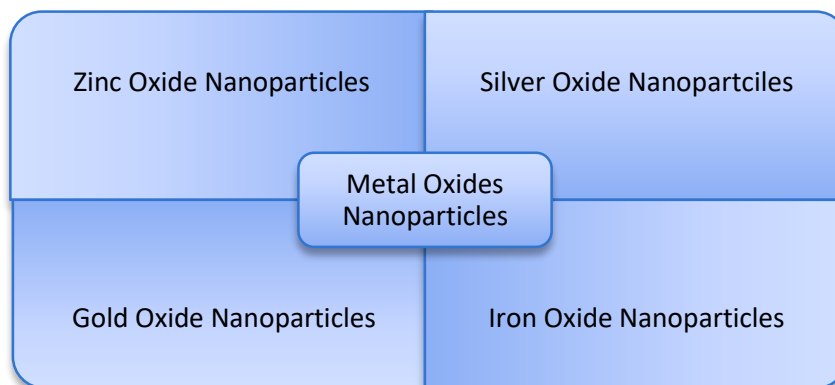 Zinc Oxide Nanoparticles
Silver Oxide Nanopartciles
Metal Oxides
Nanoparticles
Gold Oxide Nanoparticles
Iron Oxide Nanoparticles